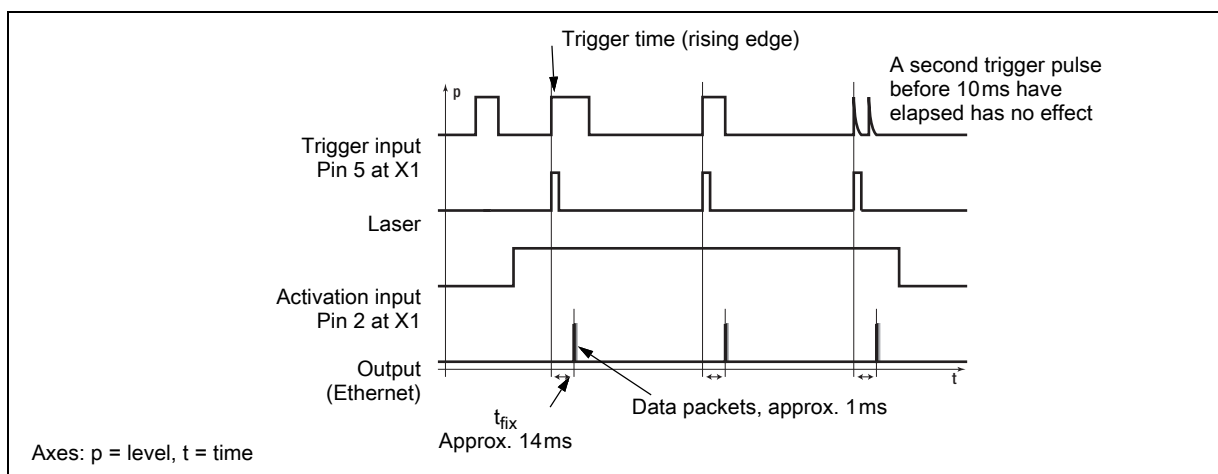 Trigger time (rising edge)
A second trigger pulse
before 10ms have
elapsed has no effect
p
Trigger input
Pin 5 at X1
Laser
Activation input
Pin 2 at X1
Output
(Ethernet)
t
tfix
Approx. 14ms
Data packets, approx. 1ms
Axes: p = level, t = time